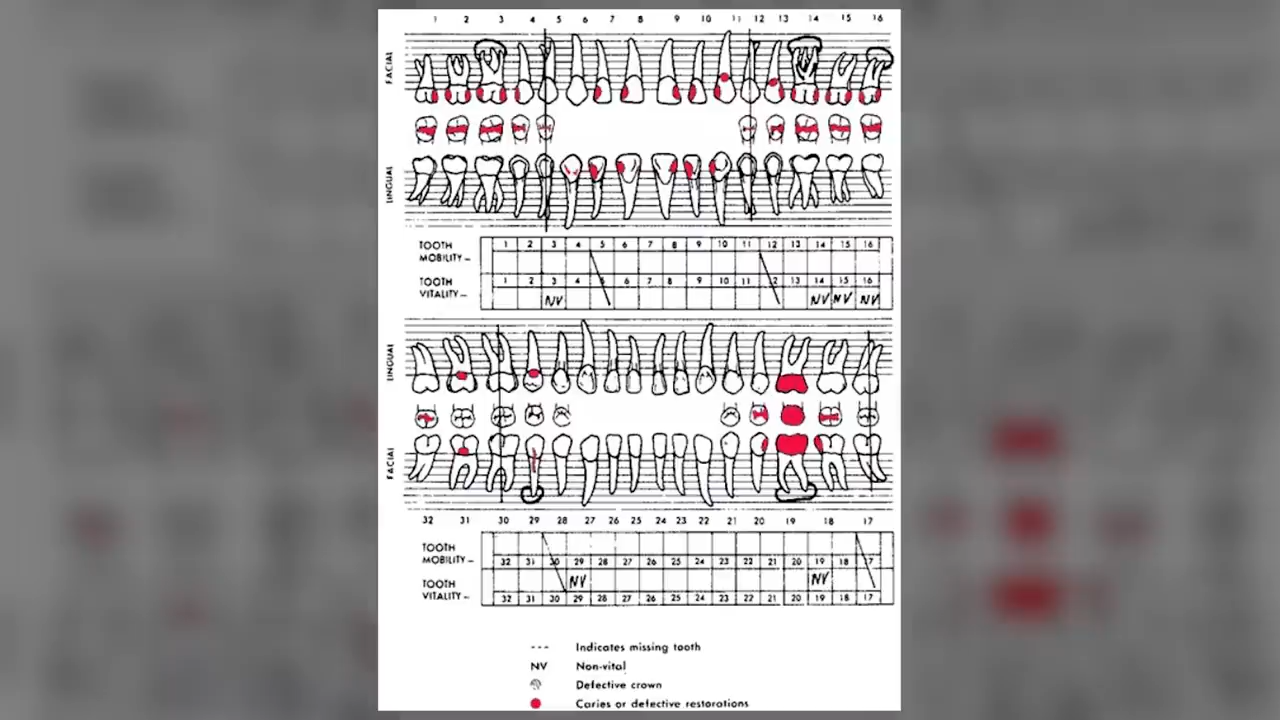 1 2 3 4 5 6 7 8 9 10 11 12 13 14 15 16
FACIAL
LINGUAL
TOOTH MOBILITY — 1 2 3 4 5 6 7 8 9 10 11 12 13 14 15 16
TOOTH VITALITY — 1 2 3 4 6 7 8 9 10 11 2 13 14 15 16
NV NV NV NV
LINGUAL
FACIAL
32 31 30 29 28 27 26 25 24 23 22 21 20 19 18 17
TOOTH MOBILITY — 32 31 30 29 28 27 26 25 24 23 22 21 20 19 18 17
NV NV
TOOTH VITALITY — 32 31 30 29 28 27 26 25 24 23 22 21 20 19 18 17
--- Indicates missing tooth
NV Non-vital
Defective crown
Caries or defective restorations